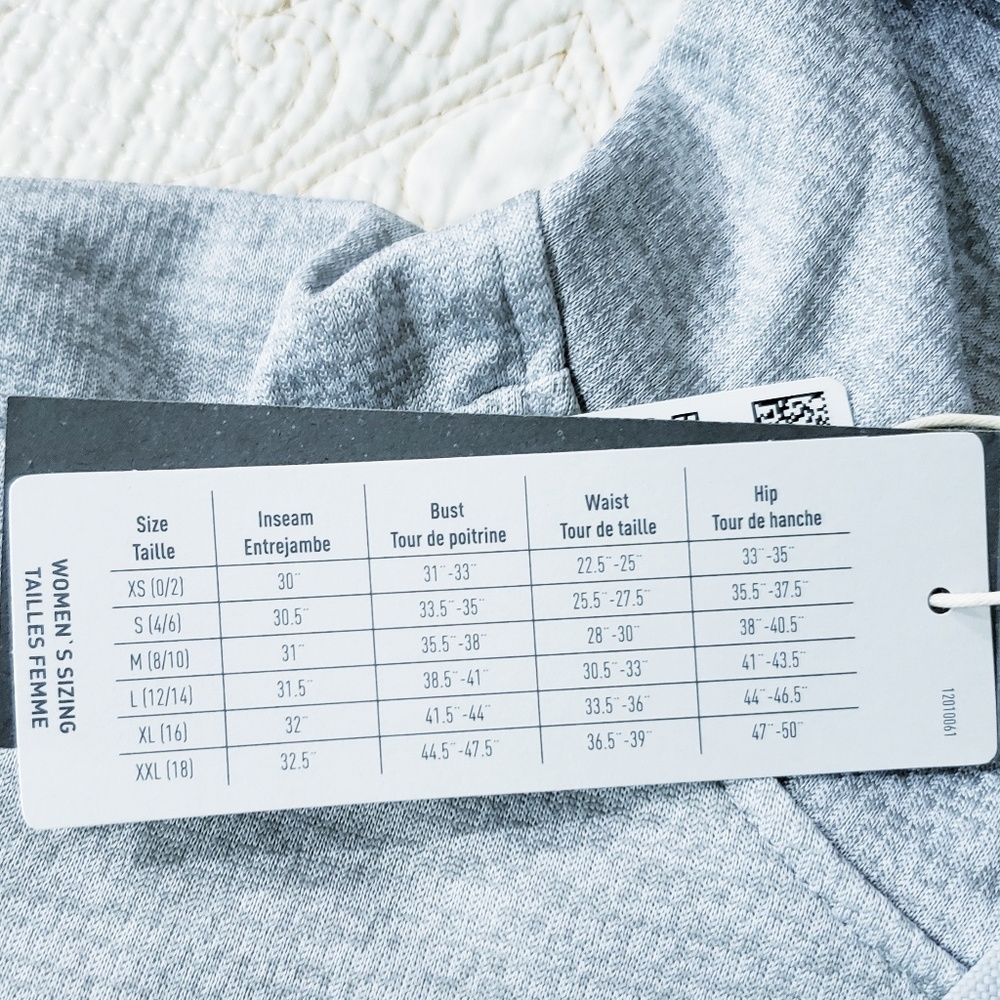 WOMEN`S SIZING
TAILLES FEMME
Size Inseam Bust Waist Hip
Taille Entrejambe Tour de poitrine Tour de taille Tour de hanche
XS (0/2) 30¨ 31¨-33¨ 22.5¨-25¨ 33¨-35¨
S (4/6) 30.5¨ 33.5¨-35¨ 25.5¨-27.5¨ 35.5¨-37.5¨
M (8/10) 31¨ 35.5¨-38¨ 28¨-30¨ 38¨-40.5¨
L (12/14) 31.5¨ 38.5¨-41¨ 30.5¨-33¨ 41¨-43.5¨
XL (16) 32¨ 41.5¨-44¨ 33.5¨-36¨ 44¨-46.5¨
XXL (18) 32.5¨ 44.5¨-47.5¨ 36.5¨-39¨ 47¨-50¨
12010061